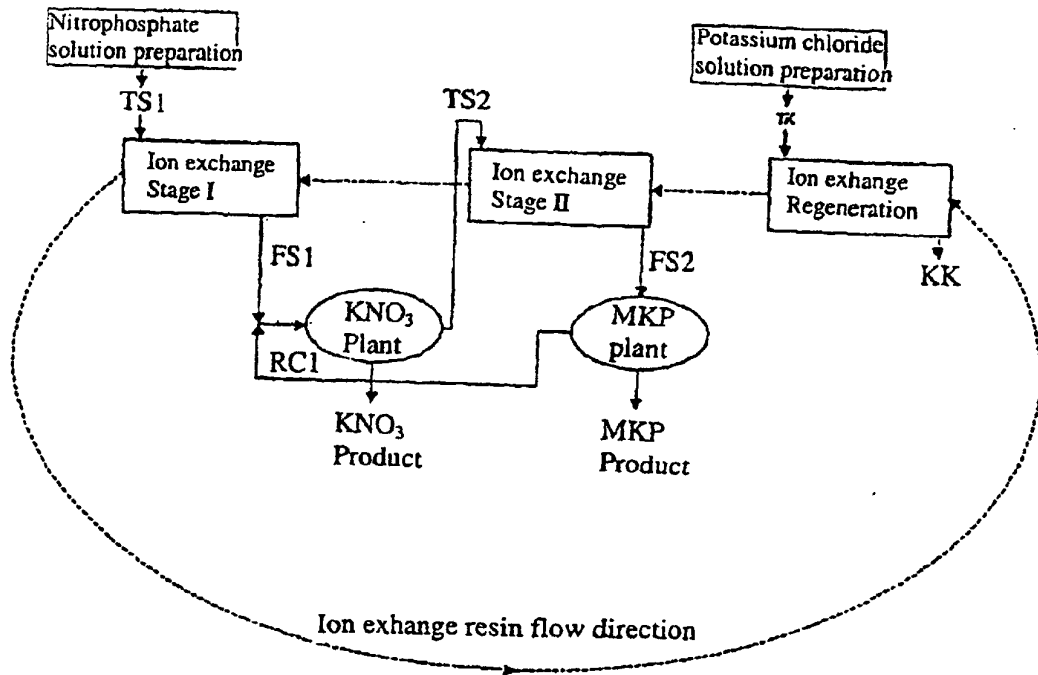 Nitrophosphate
solution preparation
TS1
Ion exchange
Stage I
FS1
RC1
KNO₃
Plant
KNO₃
Product
TS2
Ion exchange
Stage II
FS2
MKP
plant
MKP
Product
Potassium chloride
solution preparation
TK
Ion exhange
Regeneration
KK
Ion exhange resin flow direction